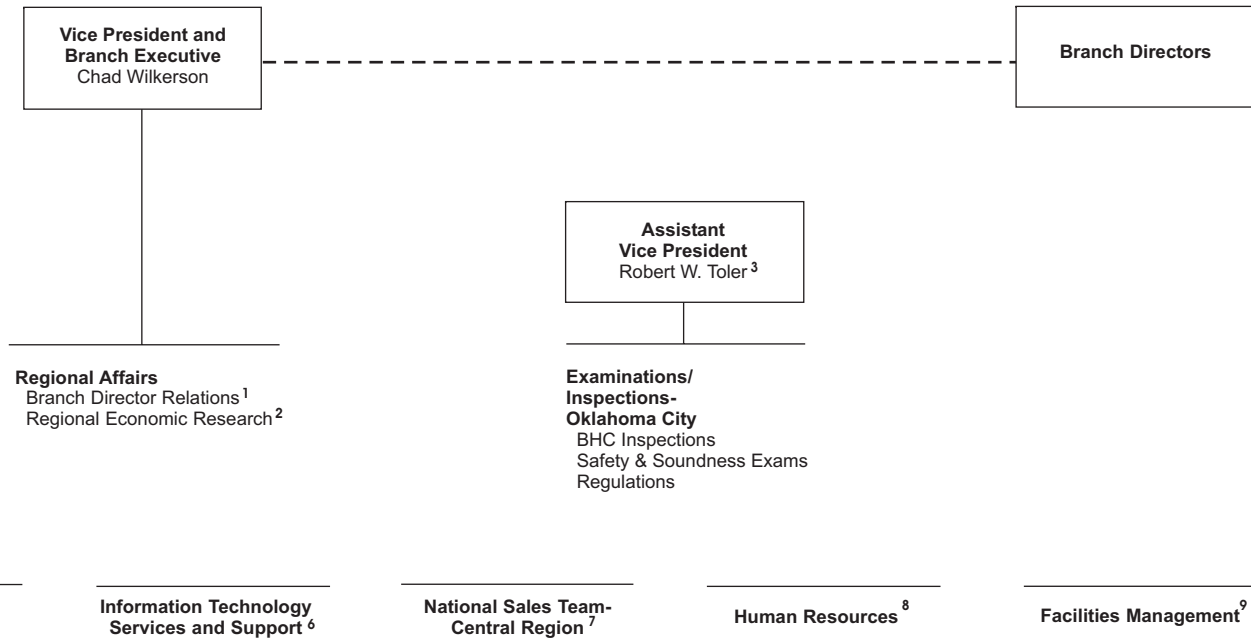 Vice President and
Branch Executive
Chad Wilkerson
Branch Directors
Assistant
Vice President
Robert W. Toler 3
Regional Affairs
Branch Director Relations 1
Regional Economic Research 2
Examinations/
Inspections-
Oklahoma City
BHC Inspections
Safety & Soundness Exams
Regulations
Information Technology
Services and Support 6
National Sales Team-
Central Region 7
Human Resources 8
Facilities Management 9